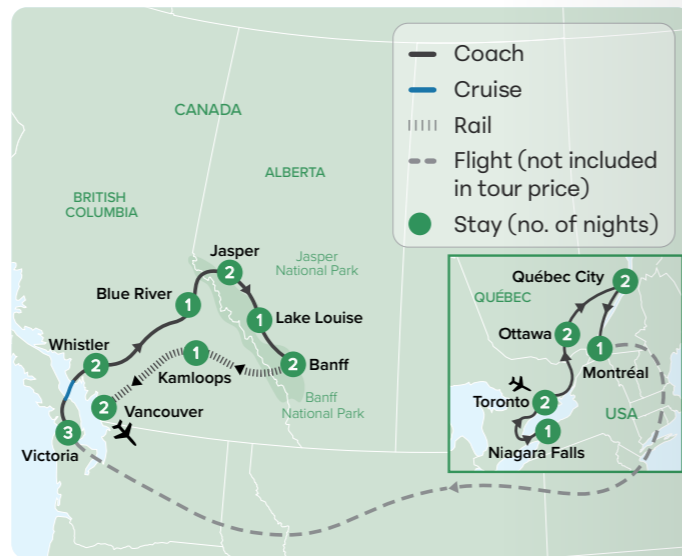 Coach
Cruise
Rail
Flight (not included
in tour price)
Stay (no. of nights)
CANADA
ALBERTA
BRITISH
COLUMBIA
Jasper
2
Jasper
National Park
Blue River
1
1
Lake Louise
Whistler
2
1
Kamloops
2
Banff
Banff
National Park
2
Vancouver
3
Victoria
Québec City
2
QUÉBEC
Ottawa
2
1
Montréal
Toronto
2
USA
1
Niagara Falls